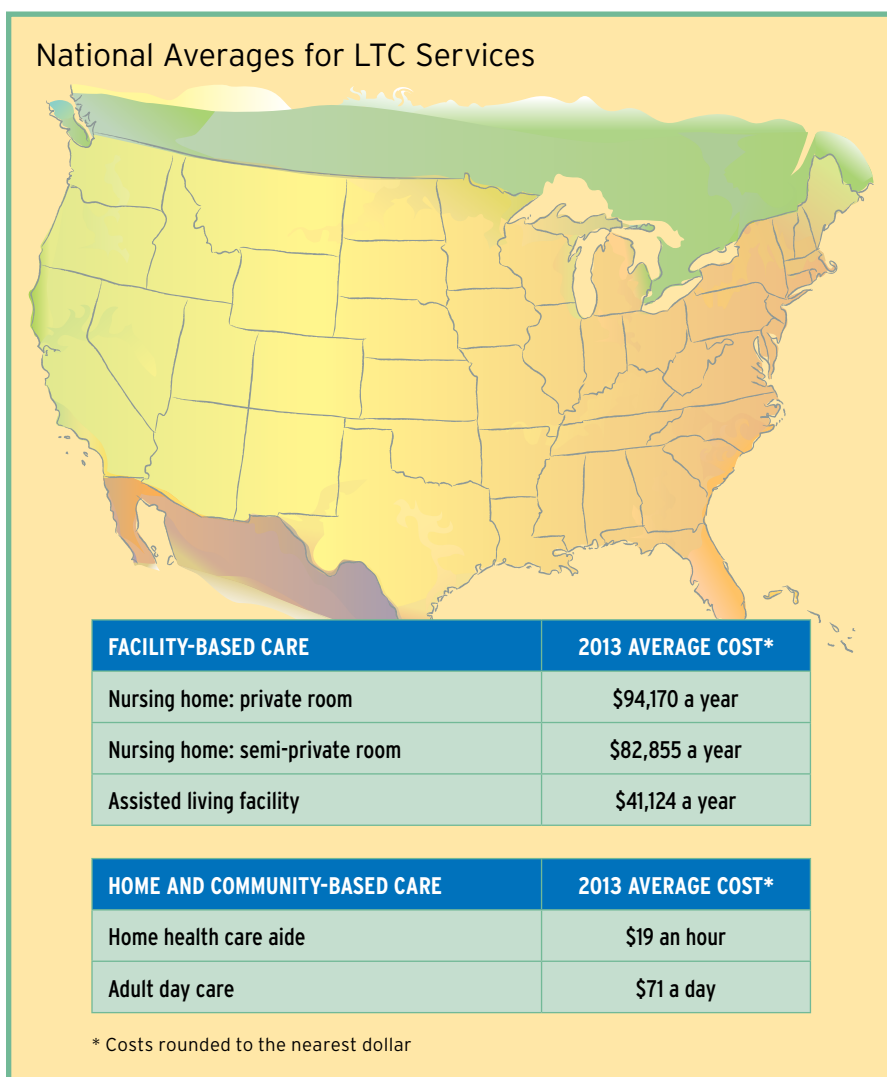 National Averages for LTC Services
FACILITY-BASED CARE 2013 AVERAGE COST*
Nursing home: private room $94,170 a year
Nursing home: semi-private room $82,855 a year
Assisted living facility $41,124 a year
HOME AND COMMUNITY-BASED CARE 2013 AVERAGE COST*
Home health care aide $19 an hour
Adult day care $71 a day
* Costs rounded to the nearest dollar